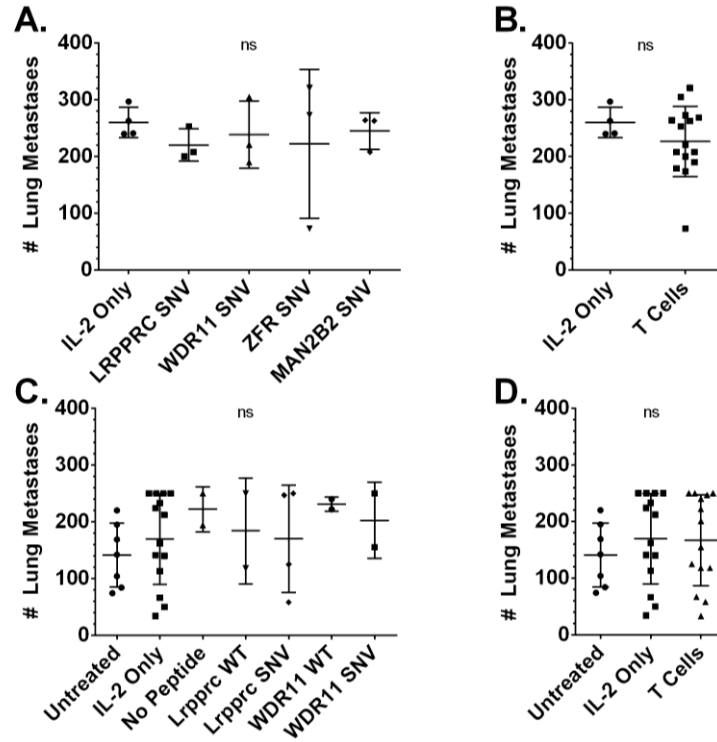 A.
ns
# Lung Metastases
400
300
200
100
0
IL-2 Only
LRPPRC SNV
WDR11 SNV
ZFR SNV
MAN2B2 SNV
B.
ns
# Lung Metastases
400
300
200
100
0
IL-2 Only
T Cells
C.
ns
# Lung Metastases
400
300
200
100
0
Untreated
IL-2 Only
No Peptide
Lrpprc WT
Lrpprc SNV
WDR11 WT
WDR11 SNV
D.
ns
# Lung Metastases
400
300
200
100
0
Untreated
IL-2 Only
T Cells